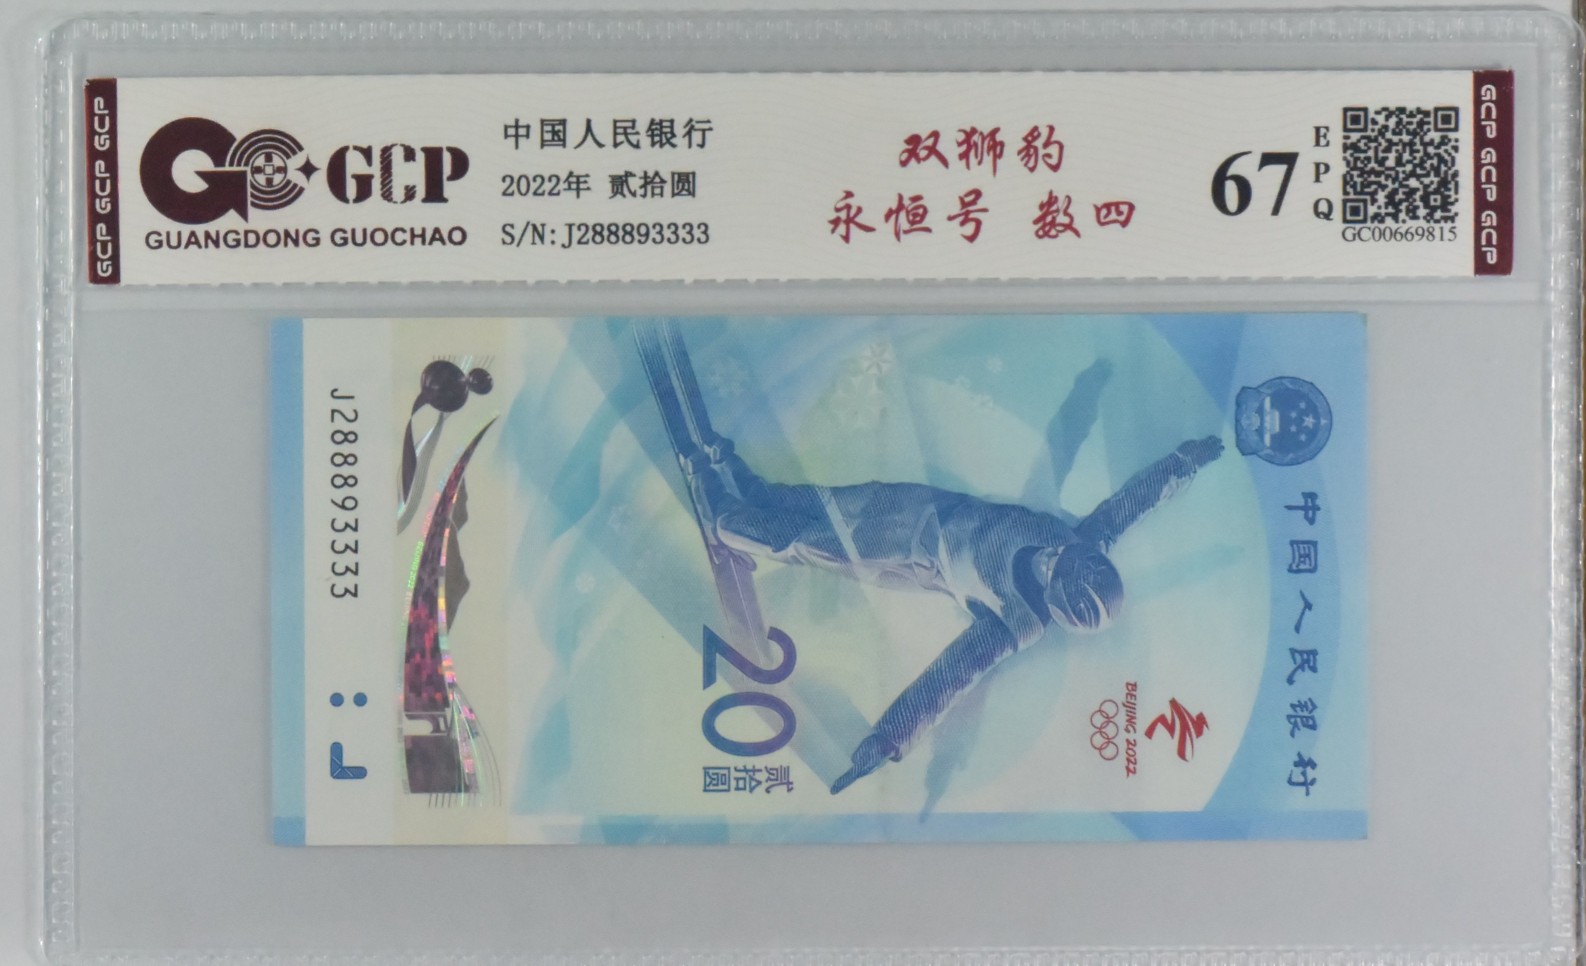 GCP GCP GCP
GCP
GUANGDONG GUOCHAO
中国人民银行
2022年 贰拾圆
S/N:J288893333
双狮豹
永恒号 数四
67
EPQ
GC00669815
GCP GCP GCP
中国人民银行
BEIJING 2022
20
贰拾圆
J288893333
J